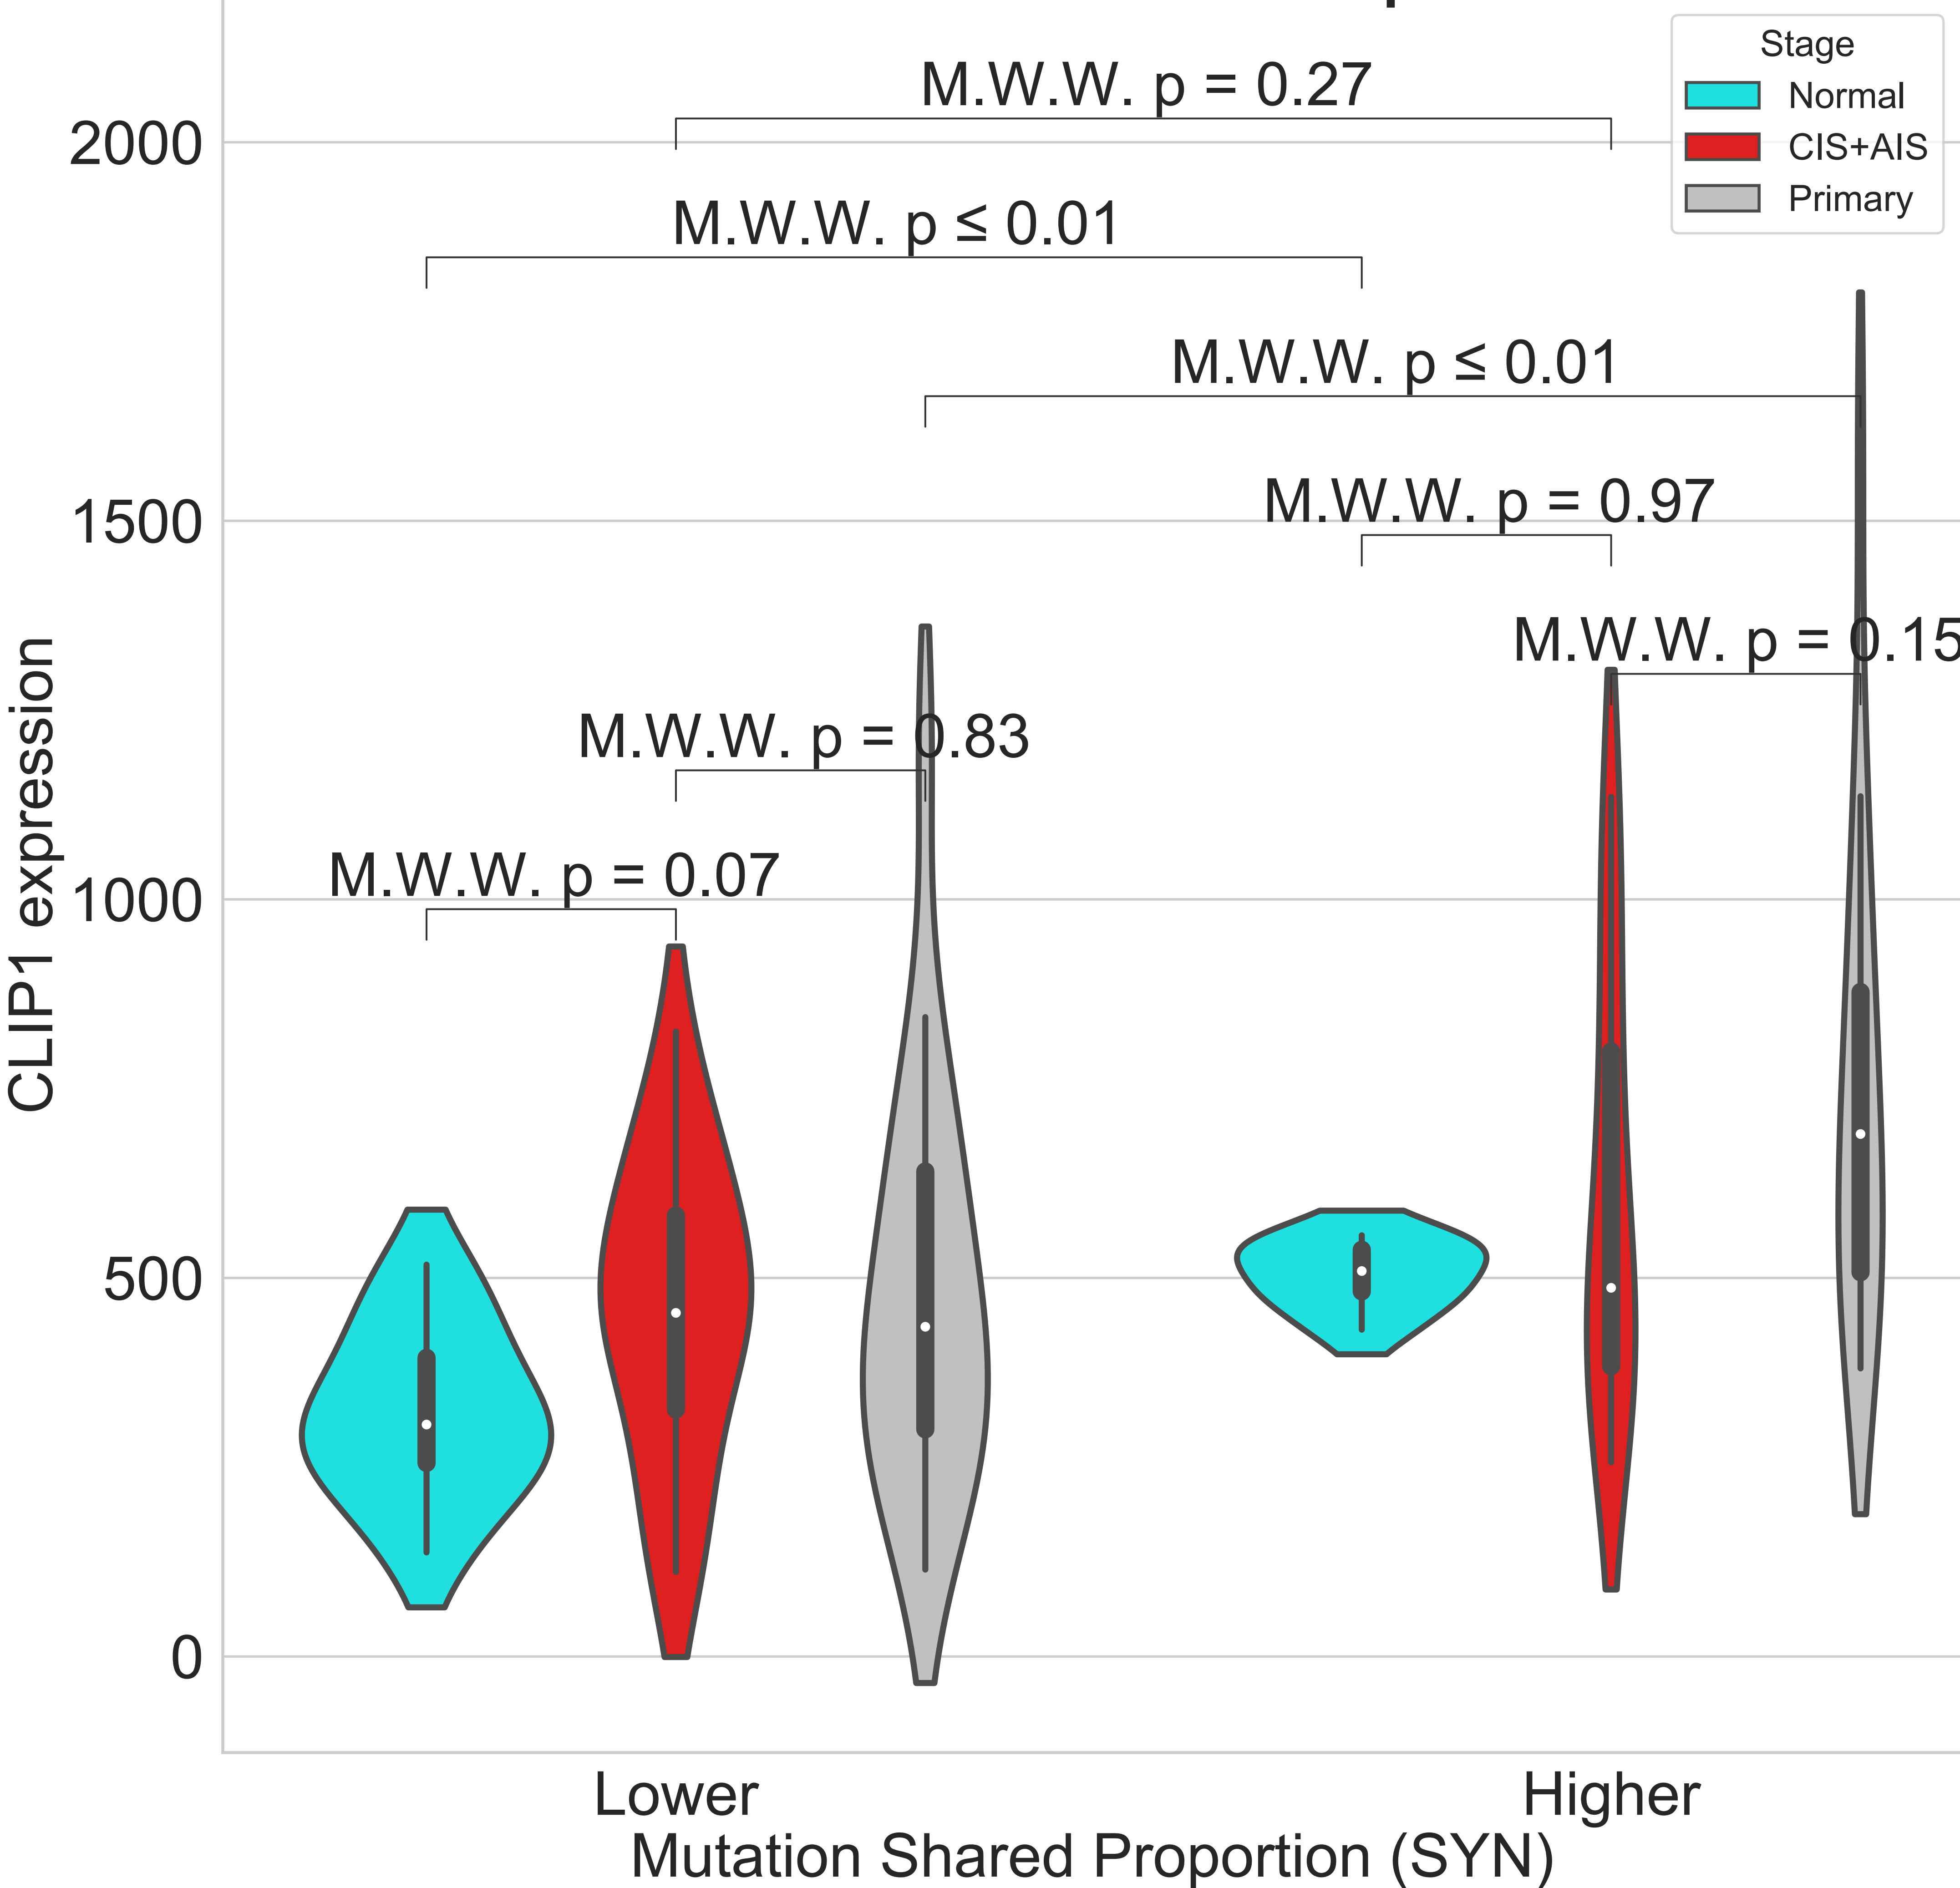 M.W.W. p = 0.27
Stage
Normal
CIS+AIS
Primary
2000
M.W.W. p ≤ 0.01
M.W.W. p ≤ 0.01
1500
M.W.W. p = 0.97
M.W.W. p = 0.15
M.W.W. p = 0.83
M.W.W. p = 0.07
1000
CLIP1 expression
500
0
Lower
Higher
Mutation Shared Proportion (SYN)